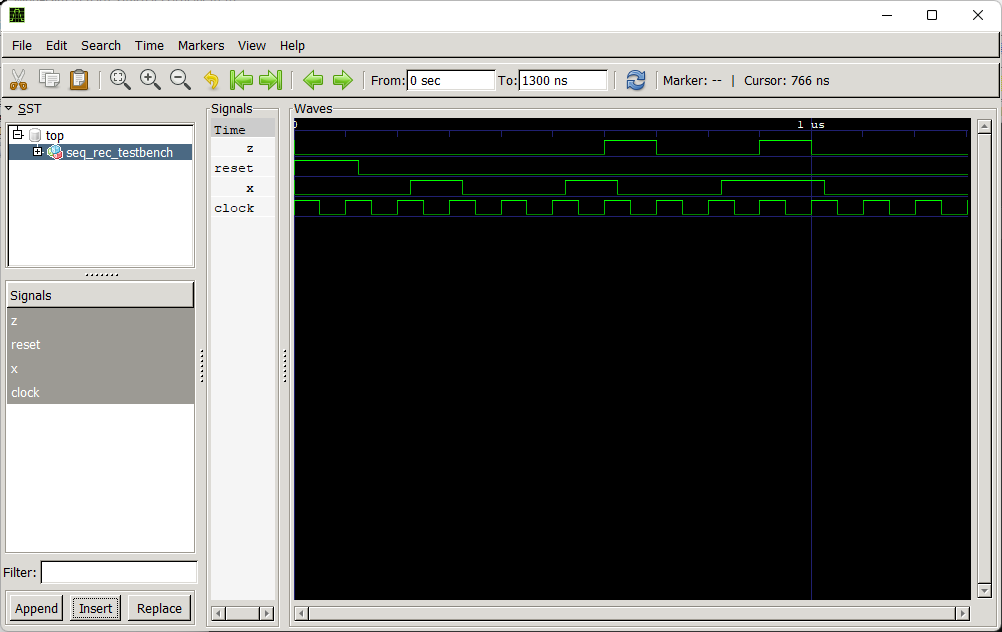 File Edit Search Time Markers View Help
From: 0 sec To: 1300 ns Marker: -- | Cursor: 766 ns
SST
top
seq_rec_testbench
Signals
z
reset
x
clock
Filter:
Append Insert Replace
Signals
Time
z
reset
x
clock
Waves
0 1 us